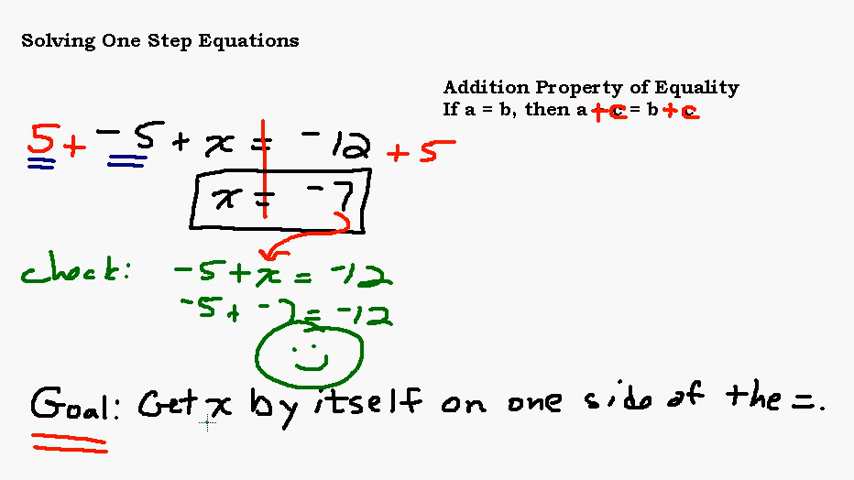 Solving One Step Equations
Addition Property of Equality
If a = b, then a + c = b + c
5 + -5 + x = -12 + 5
x = -7
check: -5 + x = -12
-5 + -7 = -12
Goal: Get x by itself on one side of the =.